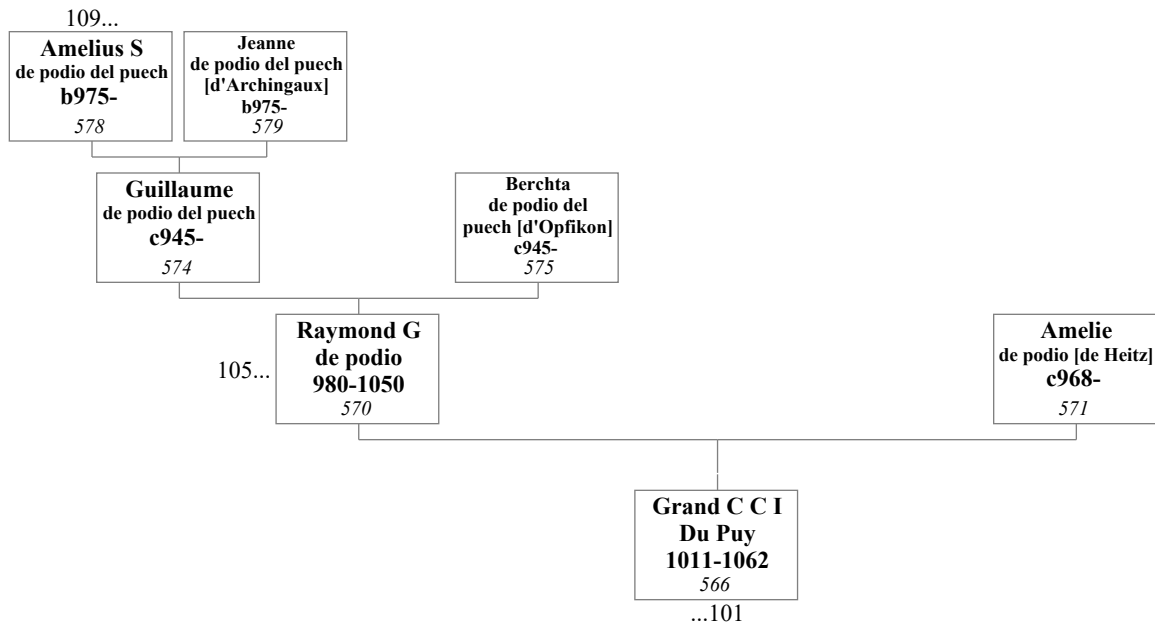 109...
Amelius S
de podio del puech
b975-
578
Jeanne
de podio del puech
[d'Archingaux]
b975-
579
Guillaume
de podio del puech
c945-
574
Berchta
de podio del
puech [d'Opfikon]
c945-
575
105...
Raymond G
de podio
980-1050
570
Amelie
de podio [de Heitz]
c968-
571
Grand C C I
Du Puy
1011-1062
566
...101